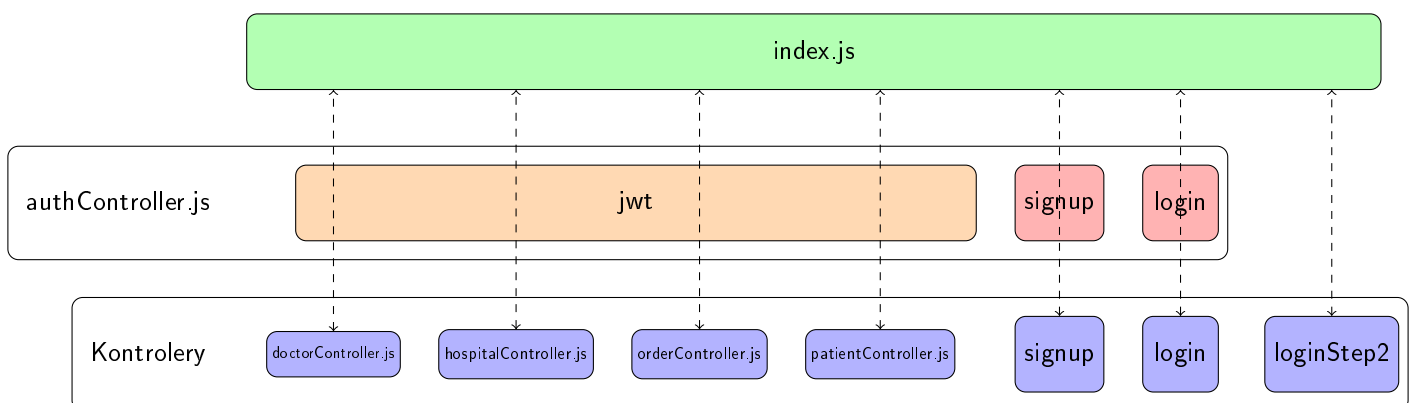 index.js
authController.js
jwt
signup
login
Kontrolery
doctorController.js
hospitalController.js
orderController.js
patientController.js
signup
login
loginStep2